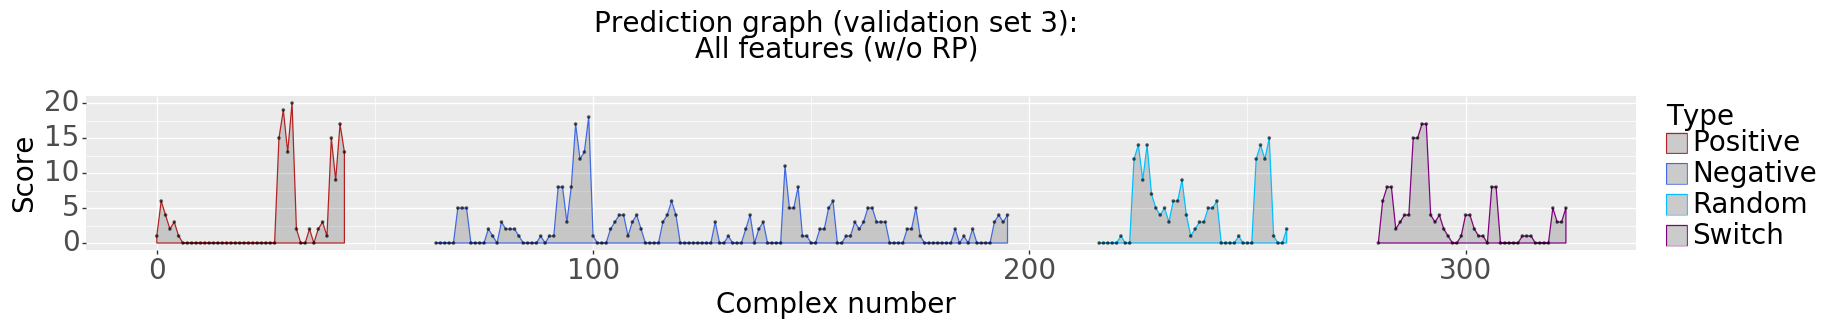 Prediction graph (validation set 3):
All features (w/o RP)
Score
20
15
10
5
0
0 100 200 300
Complex number
Type
Positive
Negative
Random
Switch